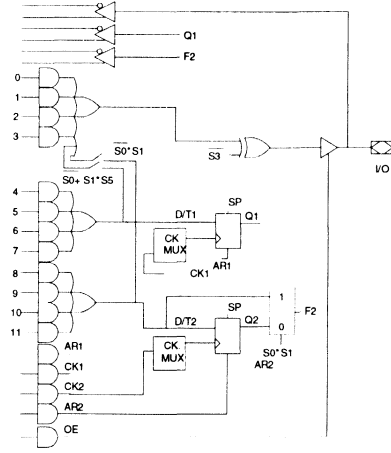 Q1
F2
0
1
2
3
S0*S1
S3
I/O
S0+ S1*S5
4
5
6
7
D/T1
SP
Q1
CK
MUX
AR1
CK1
8
9
10
11
D/T2
SP
Q2
1
0
F2
CK
MUX
S0*S1
AR2
AR1
CK1
CK2
AR2
OE